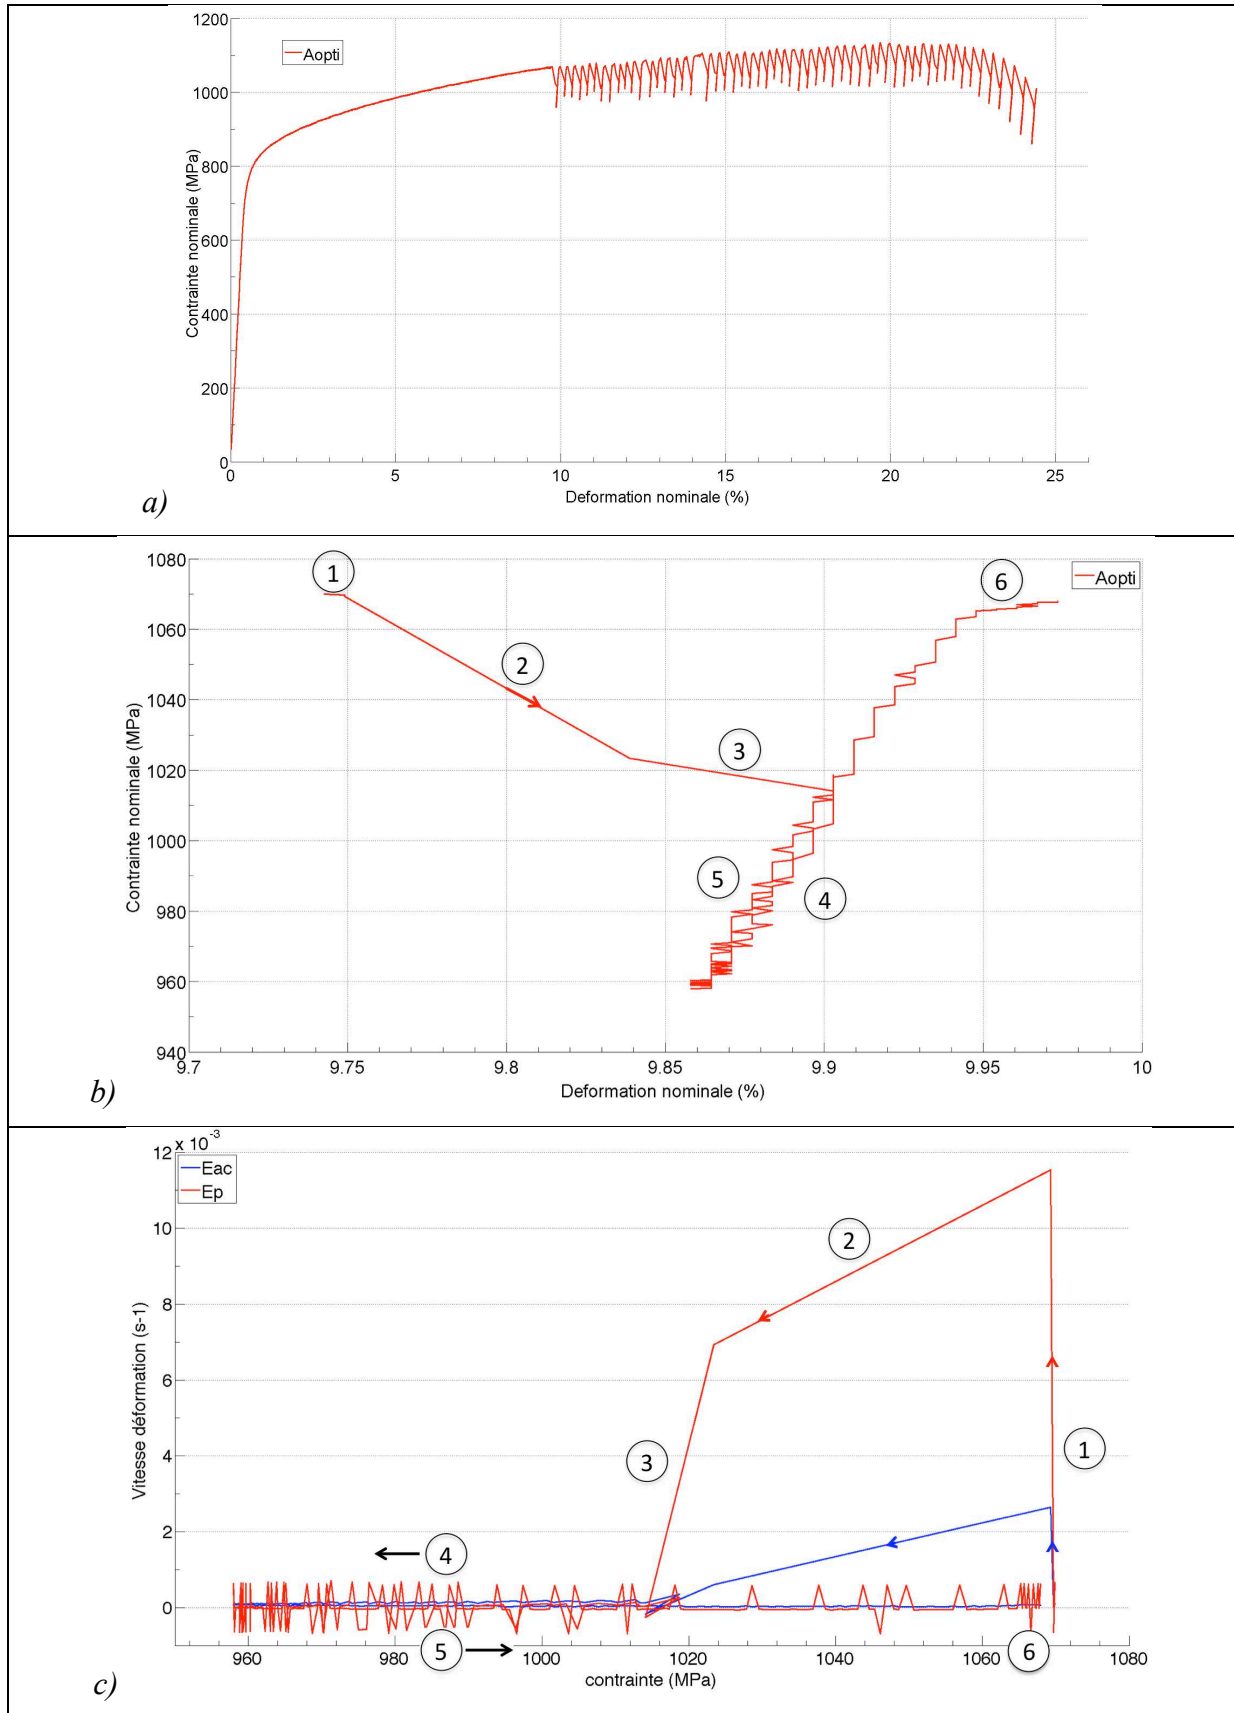 1200
1000
800
600
400
200
0
Contrainte nominale (MPa)
Aopti
0 5 10 15 20 25
Deformation nominale (%)
a)
1080
1060
1040
1020
1000
980
960
940
Contrainte nominale (MPa)
Aopti
1
2
3
4
5
6
9.7 9.75 9.8 9.85 9.9 9.95 10
Deformation nominale (%)
b)
x 10 -3
12
10
8
6
4
2
0
Vitesse déformation (s-1)
Eac
Ep
2
1
3
4
5
6
960 980 1000 1020 1040 1060 1080
contrainte (MPa)
c)